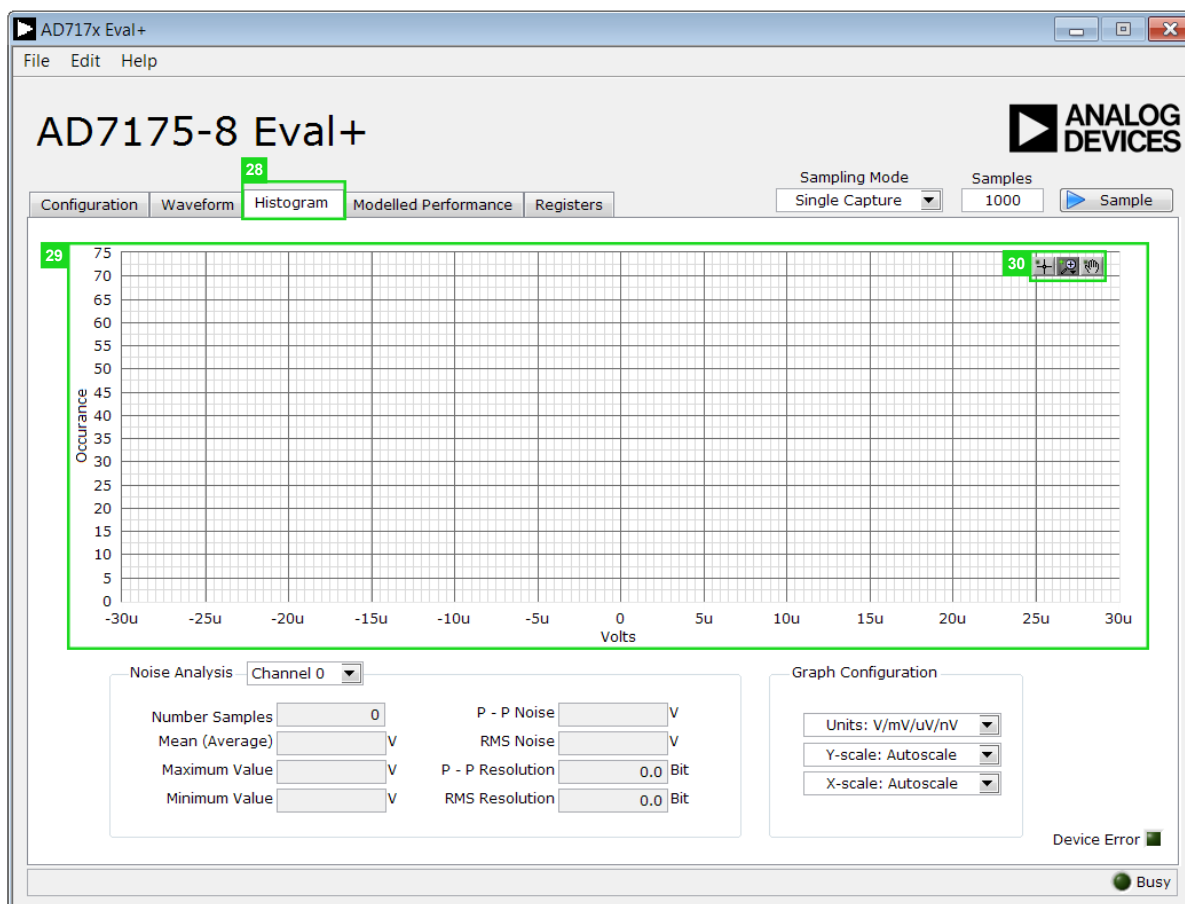 AD717x Eval+
File Edit Help
AD7175-8 Eval+
ANALOG
DEVICES
28
Sampling Mode
Samples
Configuration Waveform Histogram Modelled Performance Registers
Single Capture
1000
Sample
29
30
75
70
65
60
55
50
45
40
35
30
25
20
15
10
5
0
Occurance
-30u -25u -20u -15u -10u -5u 0 5u 10u 15u 20u 25u 30u
Volts
Noise Analysis Channel 0
Number Samples 0
Mean (Average) V
Maximum Value V
Minimum Value V
P - P Noise V
RMS Noise V
P - P Resolution 0.0 Bit
RMS Resolution 0.0 Bit
Graph Configuration
Units: V/mV/uV/nV
Y-scale: Autoscale
X-scale: Autoscale
Device Error
Busy